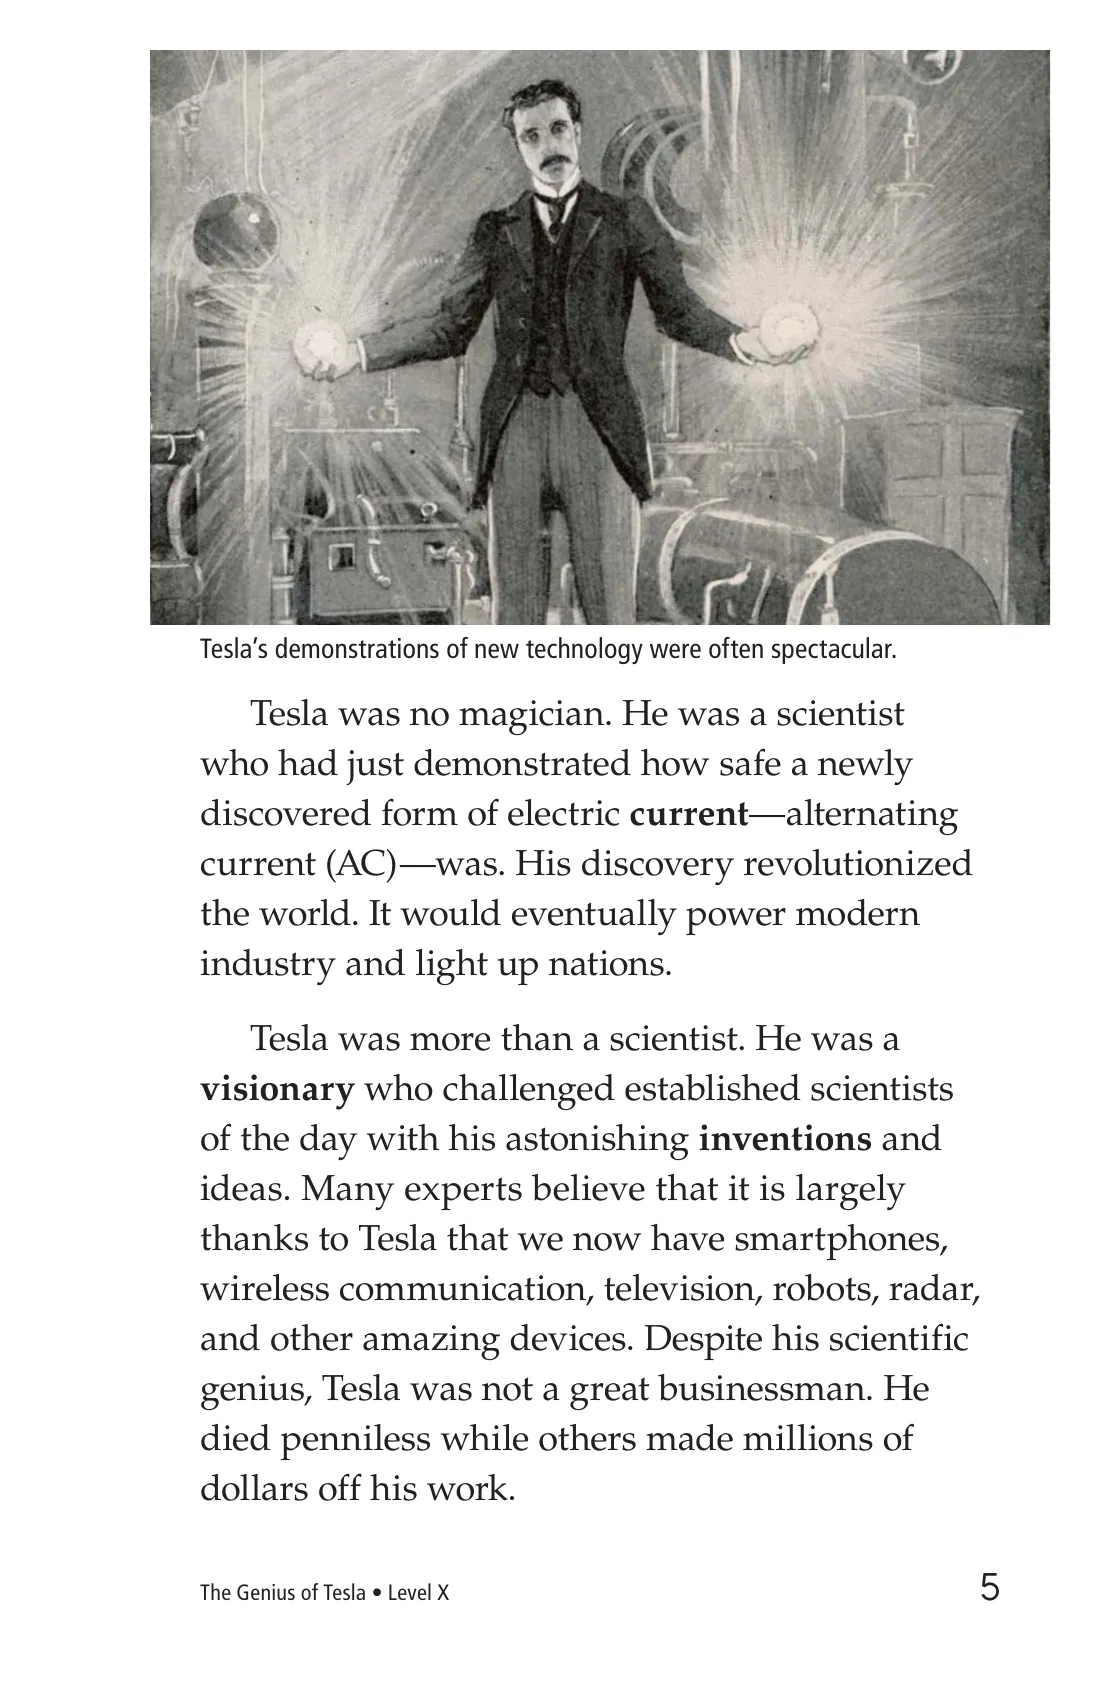 Tesla’s demonstrations of new technology were often spectacular.
Tesla was no magician. He was a scientist
who had just demonstrated how safe a newly
discovered form of electric current—alternating
current (AC)—was. His discovery revolutionized
the world. It would eventually power modern
industry and light up nations.
Tesla was more than a scientist. He was a
visionary who challenged established scientists
of the day with his astonishing inventions and
ideas. Many experts believe that it is largely
thanks to Tesla that we now have smartphones,
wireless communication, television, robots, radar,
and other amazing devices. Despite his scientific
genius, Tesla was not a great businessman. He
died penniless while others made millions of
dollars off his work.
The Genius of Tesla • Level X
5